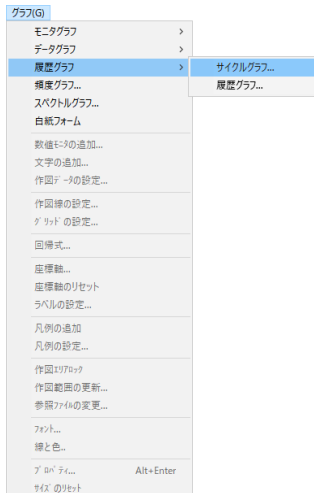 グラフ(G)
モニタグラフ
データグラフ
履歴グラフ
サイクルグラフ...
履歴グラフ...
頻度グラフ...
スペクトルグラフ...
白紙フォーム
数値ﾓﾆﾀの追加...
文字の追加...
作図ﾃﾞｰﾀの設定...
作図線の設定...
ｸﾞﾘｯﾄﾞの設定...
回帰式...
座標軸...
座標軸のリセット
ラベルの設定...
凡例の追加
凡例の設定...
作図ｴﾘｱﾛｯｸ
作図範囲の更新...
参照ﾌｧｲﾙの変更...
ﾌｫﾝﾄ...
線と色..
ﾌﾟﾛﾊﾟﾃｨ... Alt+Enter
ｻｲｽﾞのﾘｾｯﾄ